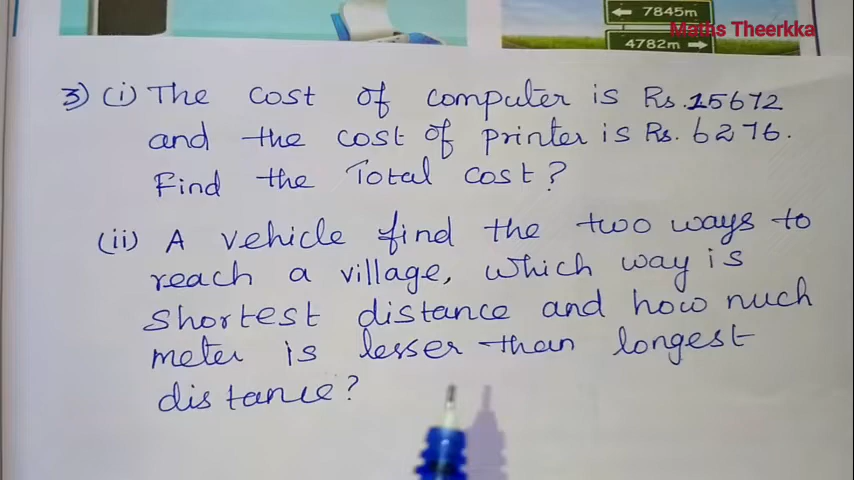 7845m
Maths Theerkka
4782m
3) (i) The cost of computer is Rs. 15672
and the cost of printer is Rs. 6276.
Find the Total cost?
(ii) A vehicle find the two ways to
reach a village, which way is
shortest distance and how nuch
meter is lesser than longest
distance?